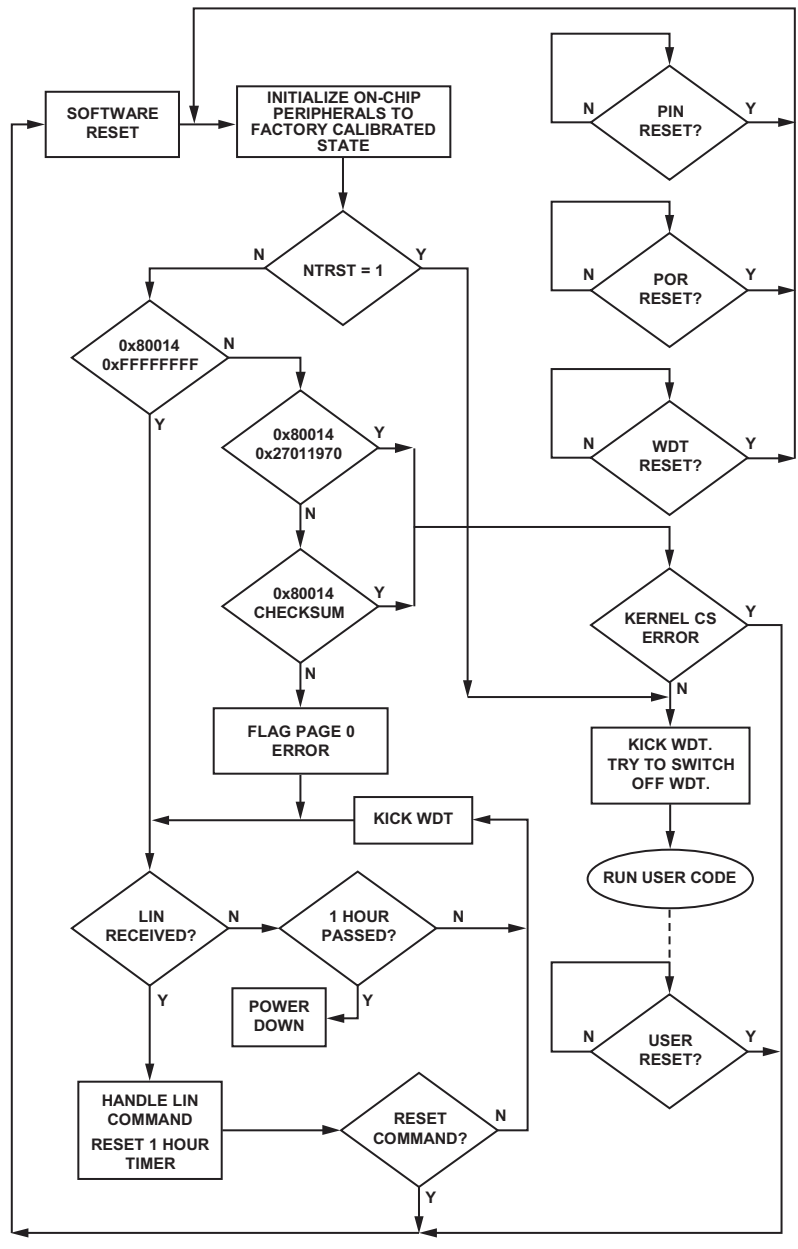 SOFTWARE
RESET
INITIALIZE ON-CHIP
PERIPHERALS TO
FACTORY CALIBRATED
STATE
N
PIN
RESET?
Y
N
NTRST = 1
Y
N
POR
RESET?
Y
0x80014
0xFFFFFFFF
N
Y
0x80014
0x27011970
Y
N
N
WDT
RESET?
Y
0x80014
CHECKSUM
Y
N
KERNEL CS
ERROR
Y
N
FLAG PAGE 0
ERROR
KICK WDT.
TRY TO SWITCH
OFF WDT.
KICK WDT
RUN USER CODE
LIN
RECEIVED?
N
Y
1 HOUR
PASSED?
N
Y
POWER
DOWN
N
USER
RESET?
Y
HANDLE LIN
COMMAND
RESET 1 HOUR
TIMER
RESET
COMMAND?
N
Y